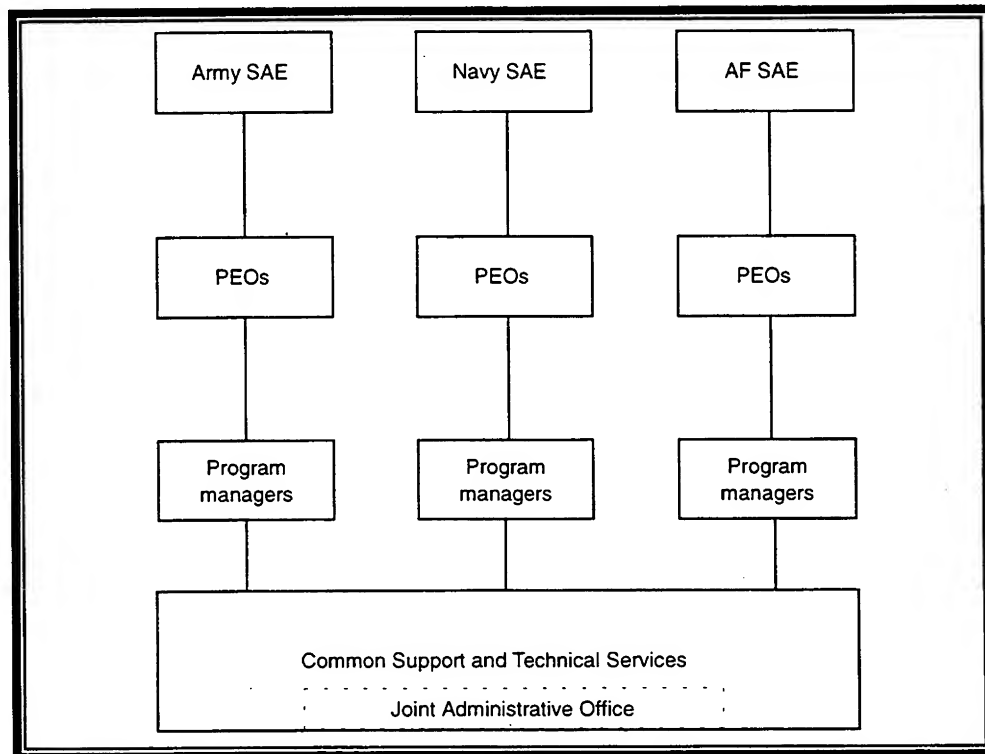 Army SAE
Navy SAE
AF SAE
PEOs
PEOs
PEOs
Program
managers
Program
managers
Program
managers
Common Support and Technical Services
Joint Administrative Office